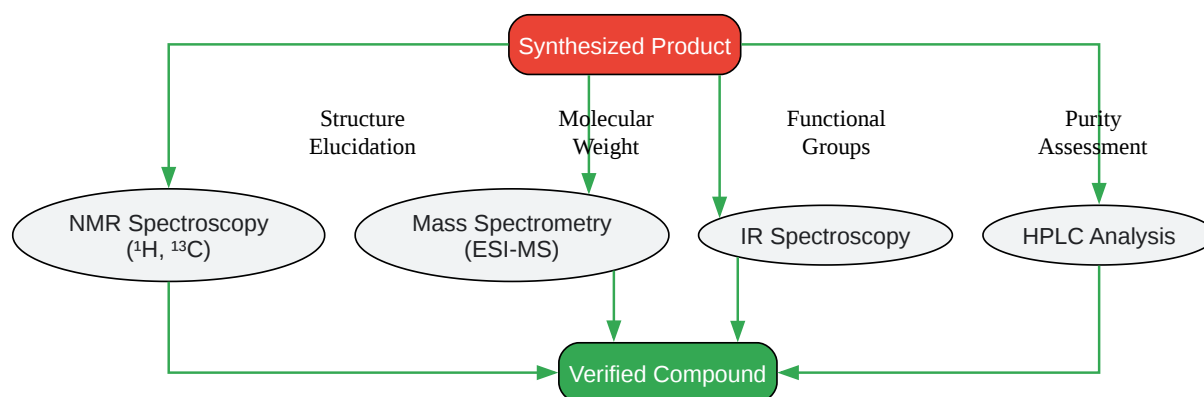 Synthesized Product
Structure
Elucidation
Molecular
Weight
Functional
Groups
Purity
Assessment
NMR Spectroscopy
(¹H, ¹³C)
Mass Spectrometry
(ESI-MS)
IR Spectroscopy
HPLC Analysis
Verified Compound